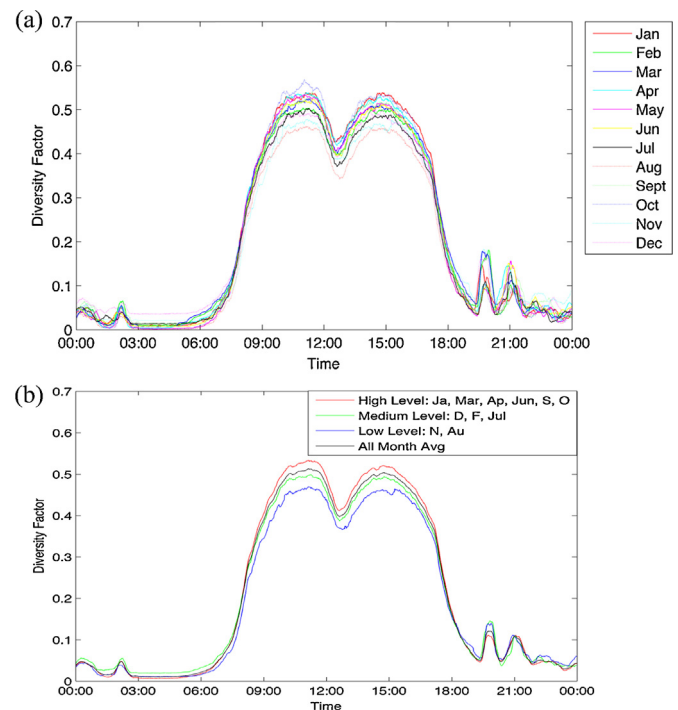 (a)
0.7
0.6
0.5
0.4
0.3
0.2
0.1
0
Diversity Factor
00:00 03:00 06:00 09:00 12:00 15:00 18:00 21:00 00:00
Time
Jan
Feb
Mar
Apr
May
Jun
Jul
Aug
Sept
Oct
Nov
Dec
(b)
0.7
0.6
0.5
0.4
0.3
0.2
0.1
0
Diversity Factor
High Level: Ja, Mar, Ap, Jun, S, O
Medium Level: D, F, Jul
Low Level: N, Au
All Month Avg
00:00 03:00 06:00 09:00 12:00 15:00 18:00 21:00 00:00
Time